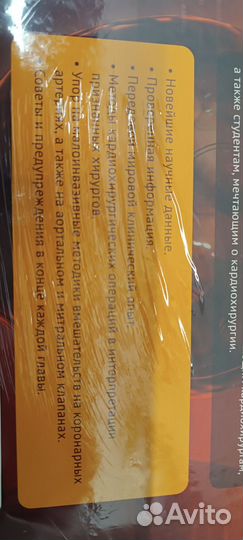 а также студентам, мечтающим о кардиохирургии.
• Новейшие научные данные.
• Проверенная информация.
• Передовой мировой клинический опыт.
• Методы кардиохирургических операций в интерпретации
признанных хирургов.
• Упор на малоинвазивные методики вмешательств на коронарных
артериях, а также на аортальном и митральном клапанах.
• Советы и предупреждения в конце каждой главы.
Avito